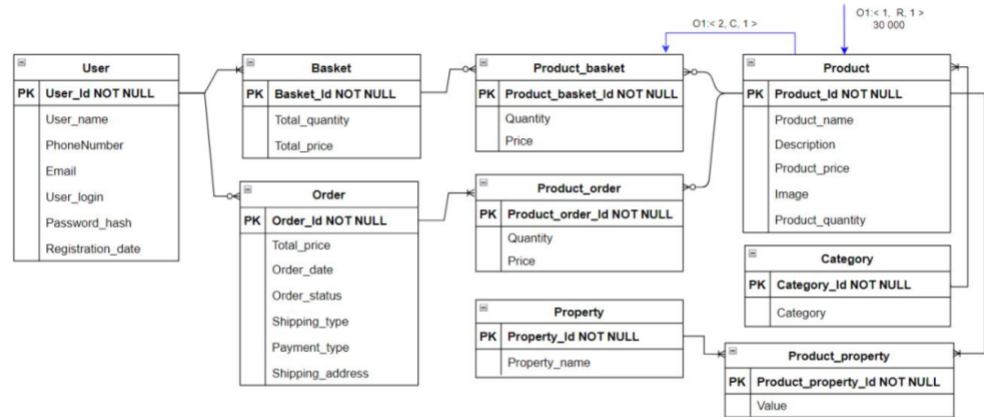 O1:< 1, R, 1 >
30 000
O1:< 2, C, 1 >
User
PK User_Id NOT NULL
User_name
PhoneNumber
Email
User_login
Password_hash
Registration_date
Basket
PK Basket_Id NOT NULL
Total_quantity
Total_price
Order
PK Order_Id NOT NULL
Total_price
Order_date
Order_status
Shipping_type
Payment_type
Shipping_address
Product_basket
PK Product_basket_Id NOT NULL
Quantity
Price
Product_order
PK Product_order_Id NOT NULL
Quantity
Price
Property
PK Property_Id NOT NULL
Property_name
Product
PK Product_Id NOT NULL
Product_name
Description
Product_price
Image
Product_quantity
Category
PK Category_Id NOT NULL
Category
Product_property
PK Product_property_Id NOT NULL
Value